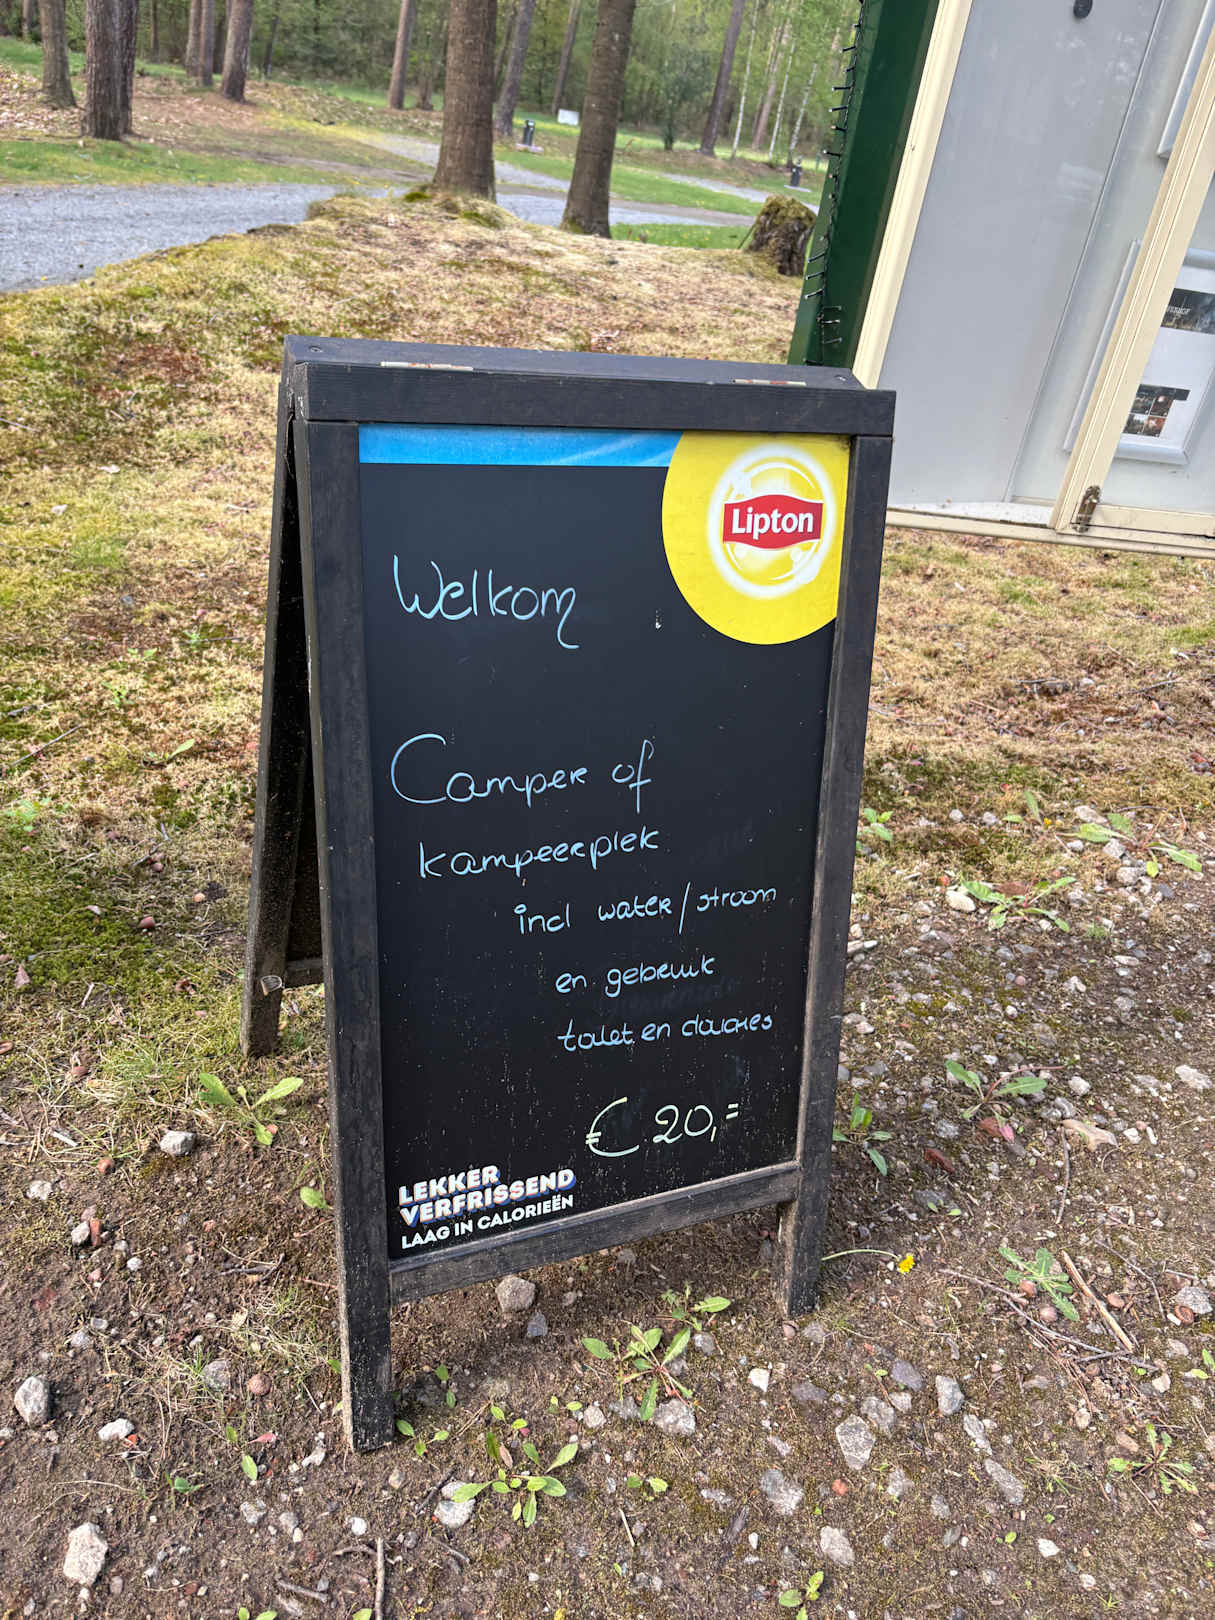 Lipton
Welkom
Camper of
kampeerplek
incl water/stroom
en gebruik
toilet en douches
€ 20,=
LEKKER
VERFRISSEND
LAAG IN CALORIEËN